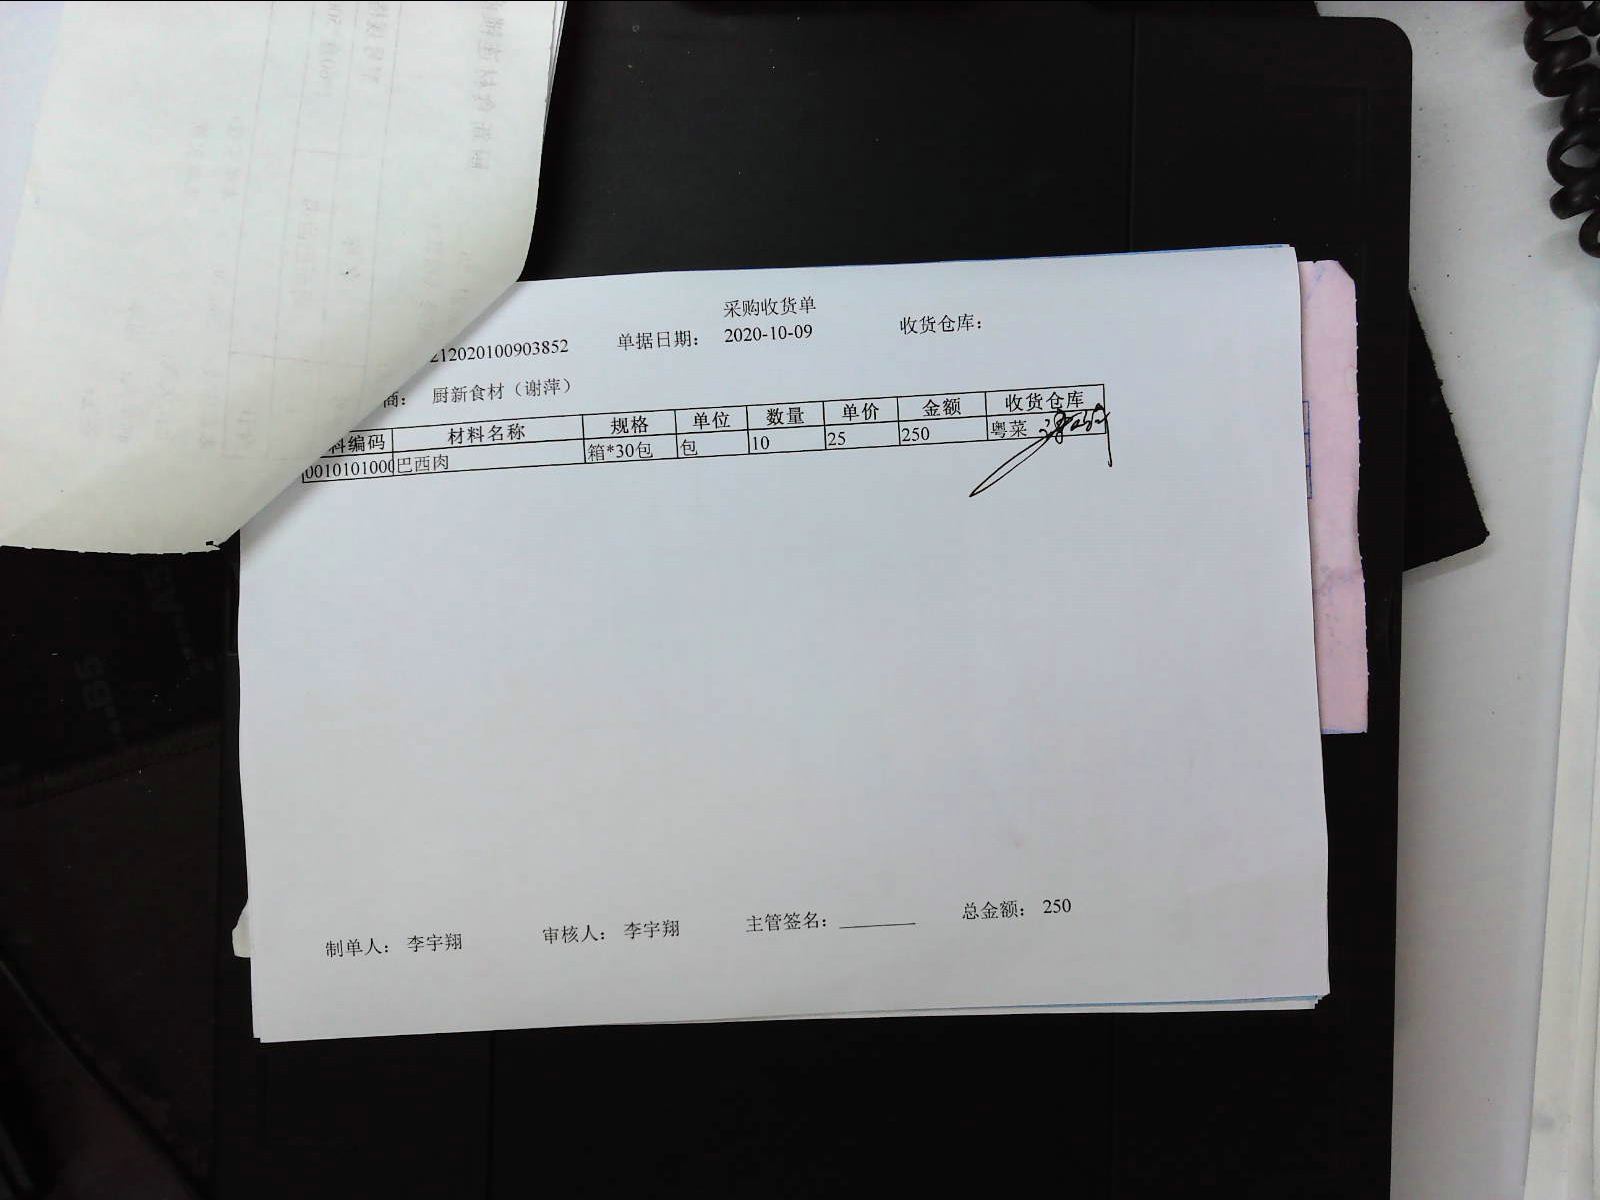 采购收货单
212020100903852 单据日期： 2020-10-09 收货仓库：
商： 厨新食材（谢萍）
料编码 材料名称 规格 单位 数量 单价 金额 收货仓库
0010101000 巴西肉 箱*30包 包 10 25 250 粤菜
制单人： 李宇翔 审核人： 李宇翔 主管签名： 总金额： 250